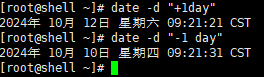 [root@shell ~]# date -d "+1day"
2024年 10月 12日 星期六 09:21:21 CST
[root@shell ~]# date -d "-1 day"
2024年 10月 10日 星期四 09:31:31 CST
[root@shell ~]#